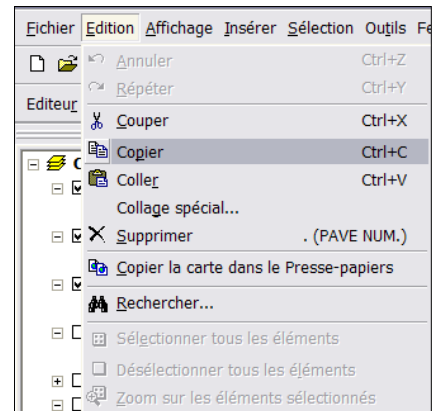 Fichier Edition Affichage Insérer Sélection Outils Fe
Annuler Ctrl+Z
Répéter Ctrl+Y
Editeur
Couper Ctrl+X
Copier Ctrl+C
Coller Ctrl+V
Collage spécial...
Supprimer . (PAVE NUM.)
Copier la carte dans le Presse-papiers
Rechercher...
Sélectionner tous les éléments
Désélectionner tous les éléments
Zoom sur les éléments sélectionnés